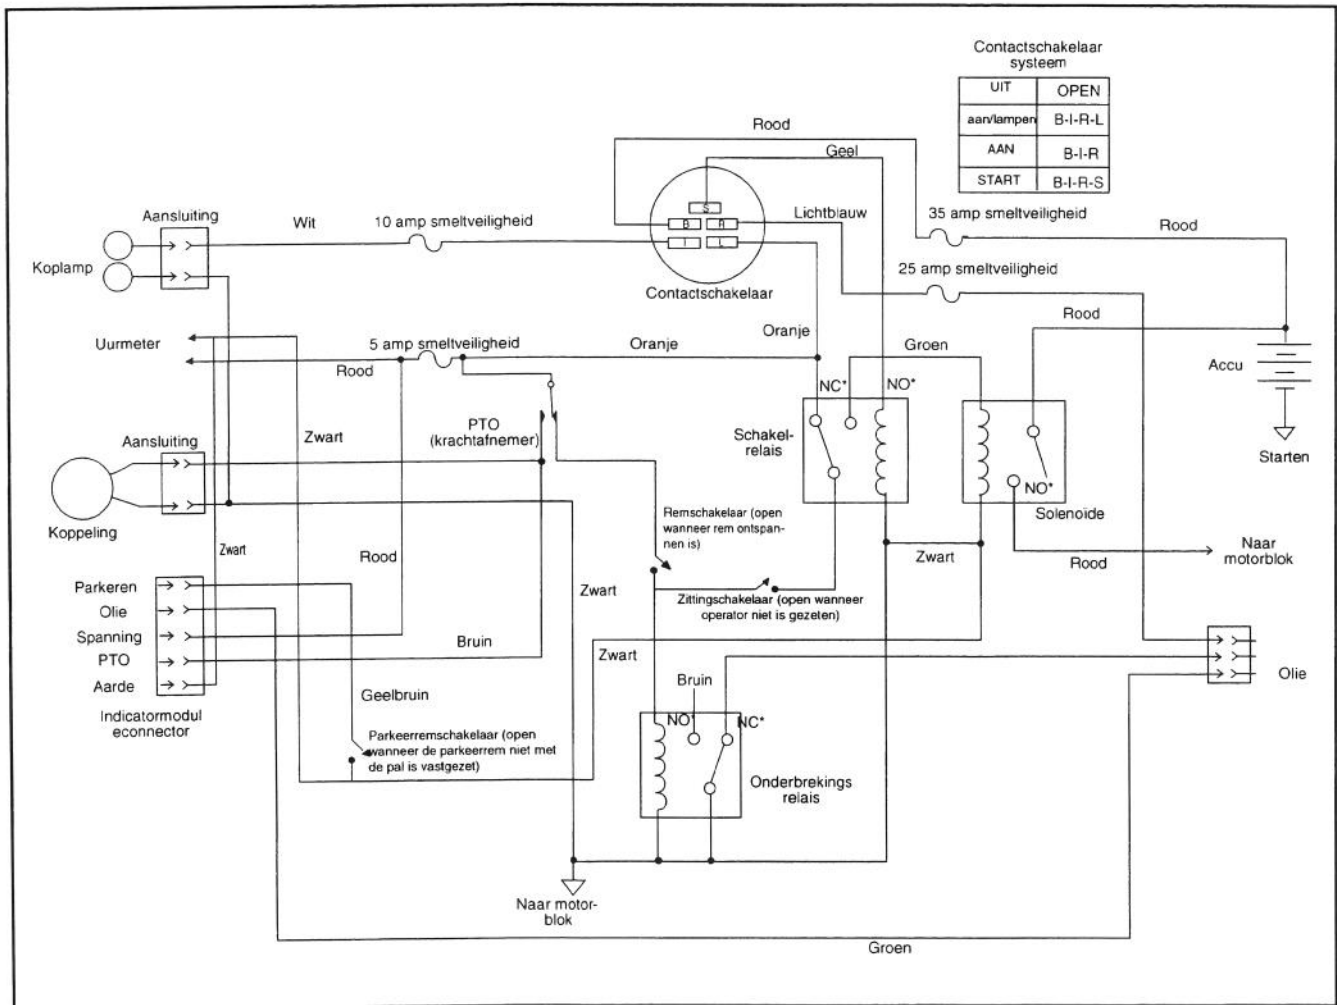 Contactschakelaar
systeem
UIT OPEN
aan/lampen B-I-R-L
AAN B-I-R
START B-I-R-S
Rood
Geel
S
B R
I L
Contactschakelaar
Lichtblauw
35 amp smeltveiligheid
Rood
25 amp smeltveiligheid
Aansluiting
Wit
10 amp smeltveiligheid
Koplamp
Uurmeter
5 amp smeltveiligheid
Rood
Oranje
Oranje
Groen
Rood
Accu
Starten
NC* NO*
Schakel-
relais
NO*
Solenoïde
PTO
(krachtafnemer)
Zwart
Aansluiting
Koppeling
Zwart
Rood
Remschakelaar (open
wanneer rem ontspan-
nen is)
Zwart
Rood
Naar
motorblok
Zwart
Zittingschakelaar (open wanneer
operator niet is gezeten)
Parkeren
Olie
Spanning
PTO
Aarde
Indicatormodul
econnector
Bruin
Zwart
Geelbruin
Bruin
Olie
Parkeerremschakelaar (open
wanneer de parkeerrem niet met
de pal is vastgezet)
NO* NC*
Onderbrekings
relais
Naar motor-
blok
Groen